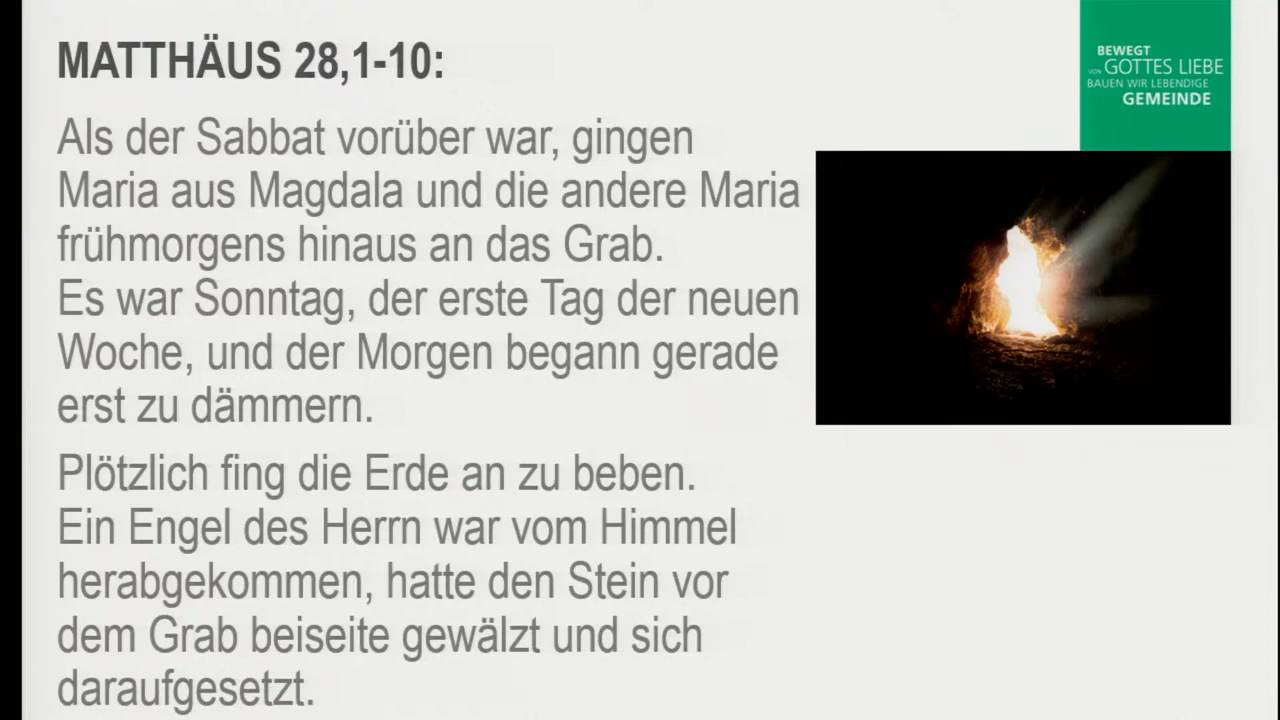 MATTHÄUS 28,1-10:
Als der Sabbat vorüber war, gingen
Maria aus Magdala und die andere Maria
frühmorgens hinaus an das Grab.
Es war Sonntag, der erste Tag der neuen
Woche, und der Morgen begann gerade
erst zu dämmern.
Plötzlich fing die Erde an zu beben.
Ein Engel des Herrn war vom Himmel
herabgekommen, hatte den Stein vor
dem Grab beiseite gewälzt und sich
daraufgesetzt.
BEWEGT
VON GOTTES LIEBE
BAUEN WIR LEBENDIGE
GEMEINDE